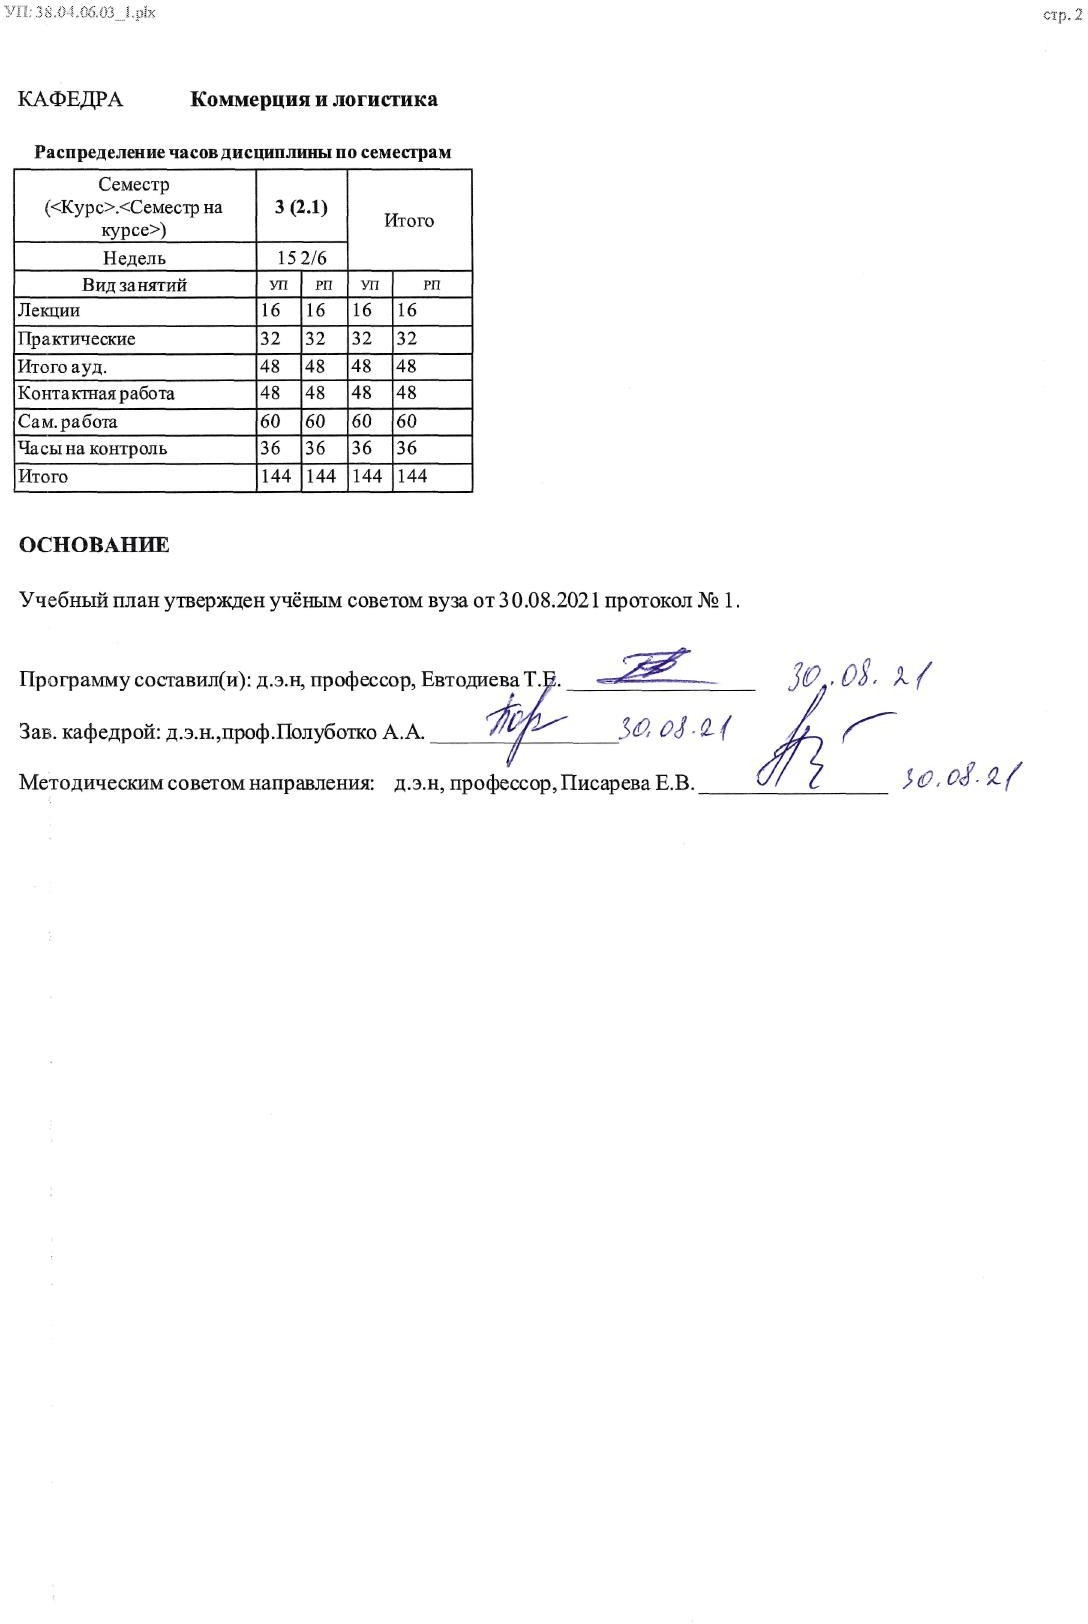 УП: 38.04.06.03_1.plx
стр. 2
КАФЕДРА Коммерция и логистика
Распределение часов дисциплины по семестрам
Семестр
(<Курс>.<Семестр на
курсе>)
3 (2.1)
Итого
Недель 15 2/6
Вид занятий УП РП УП РП
Лекции 16 16 16 16
Практические 32 32 32 32
Итого ауд. 48 48 48 48
Контактная работа 48 48 48 48
Сам. работа 60 60 60 60
Часы на контроль 36 36 36 36
Итого 144 144 144 144
ОСНОВАНИЕ
Учебный план утвержден учёным советом вуза от 30.08.2021 протокол № 1.
Программу составил(и): д.э.н, профессор, Евтодиева Т.Е. 30.08.21
Зав. кафедрой: д.э.н.,проф.Полуботко А.А. 30.08.21
Методическим советом направления: д.э.н, профессор, Писарева Е.В. 30.08.21